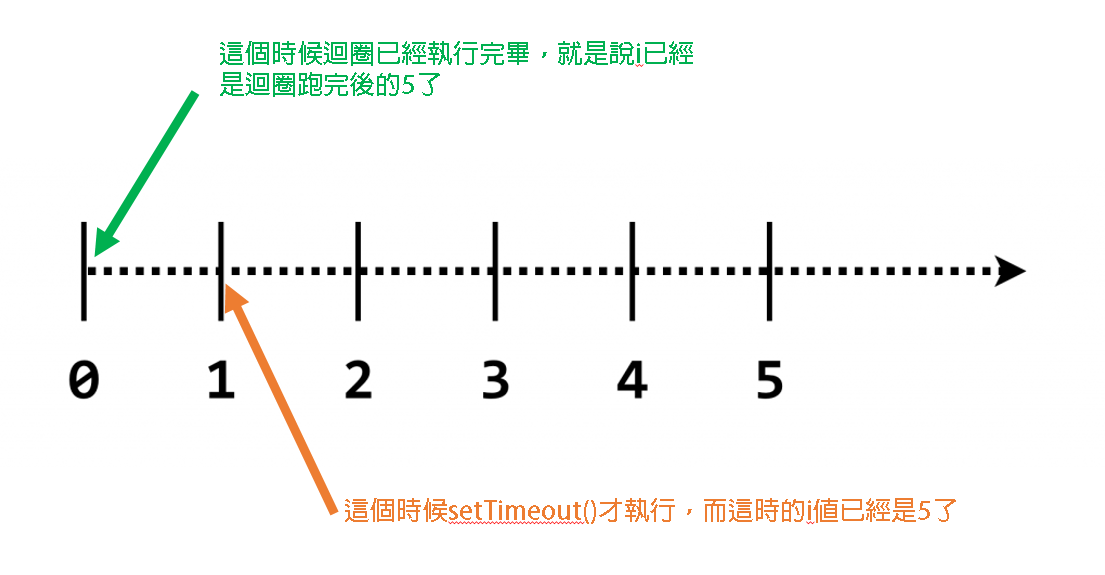 這個時候迴圈已經執行完畢，就是說i已經
是迴圈跑完後的5了
0 1 2 3 4 5
這個時候setTimeout()才執行，而這時的i值已經是5了